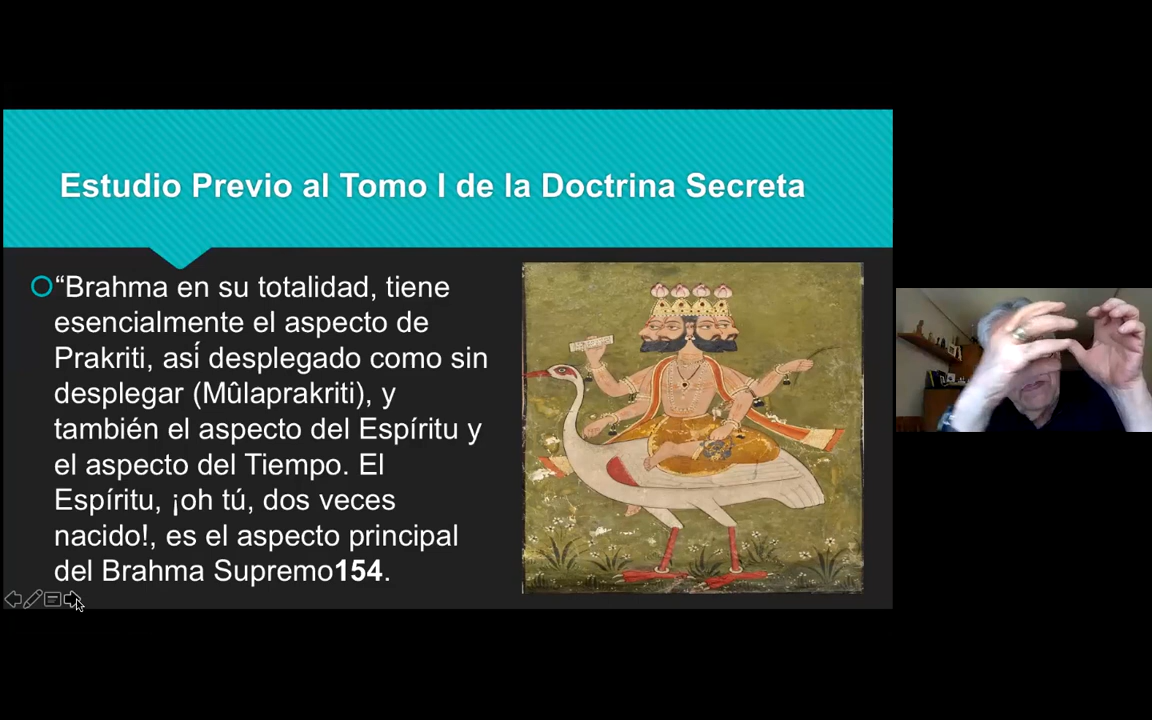 Estudio Previo al Tomo I de la Doctrina Secreta
“Brahma en su totalidad, tiene
esencialmente el aspecto de
Prakriti, así desplegado como sin
desplegar (Mûlaprakriti), y
también el aspecto del Espíritu y
el aspecto del Tiempo. El
Espíritu, ¡oh tú, dos veces
nacido!, es el aspecto principal
del Brahma Supremo154.